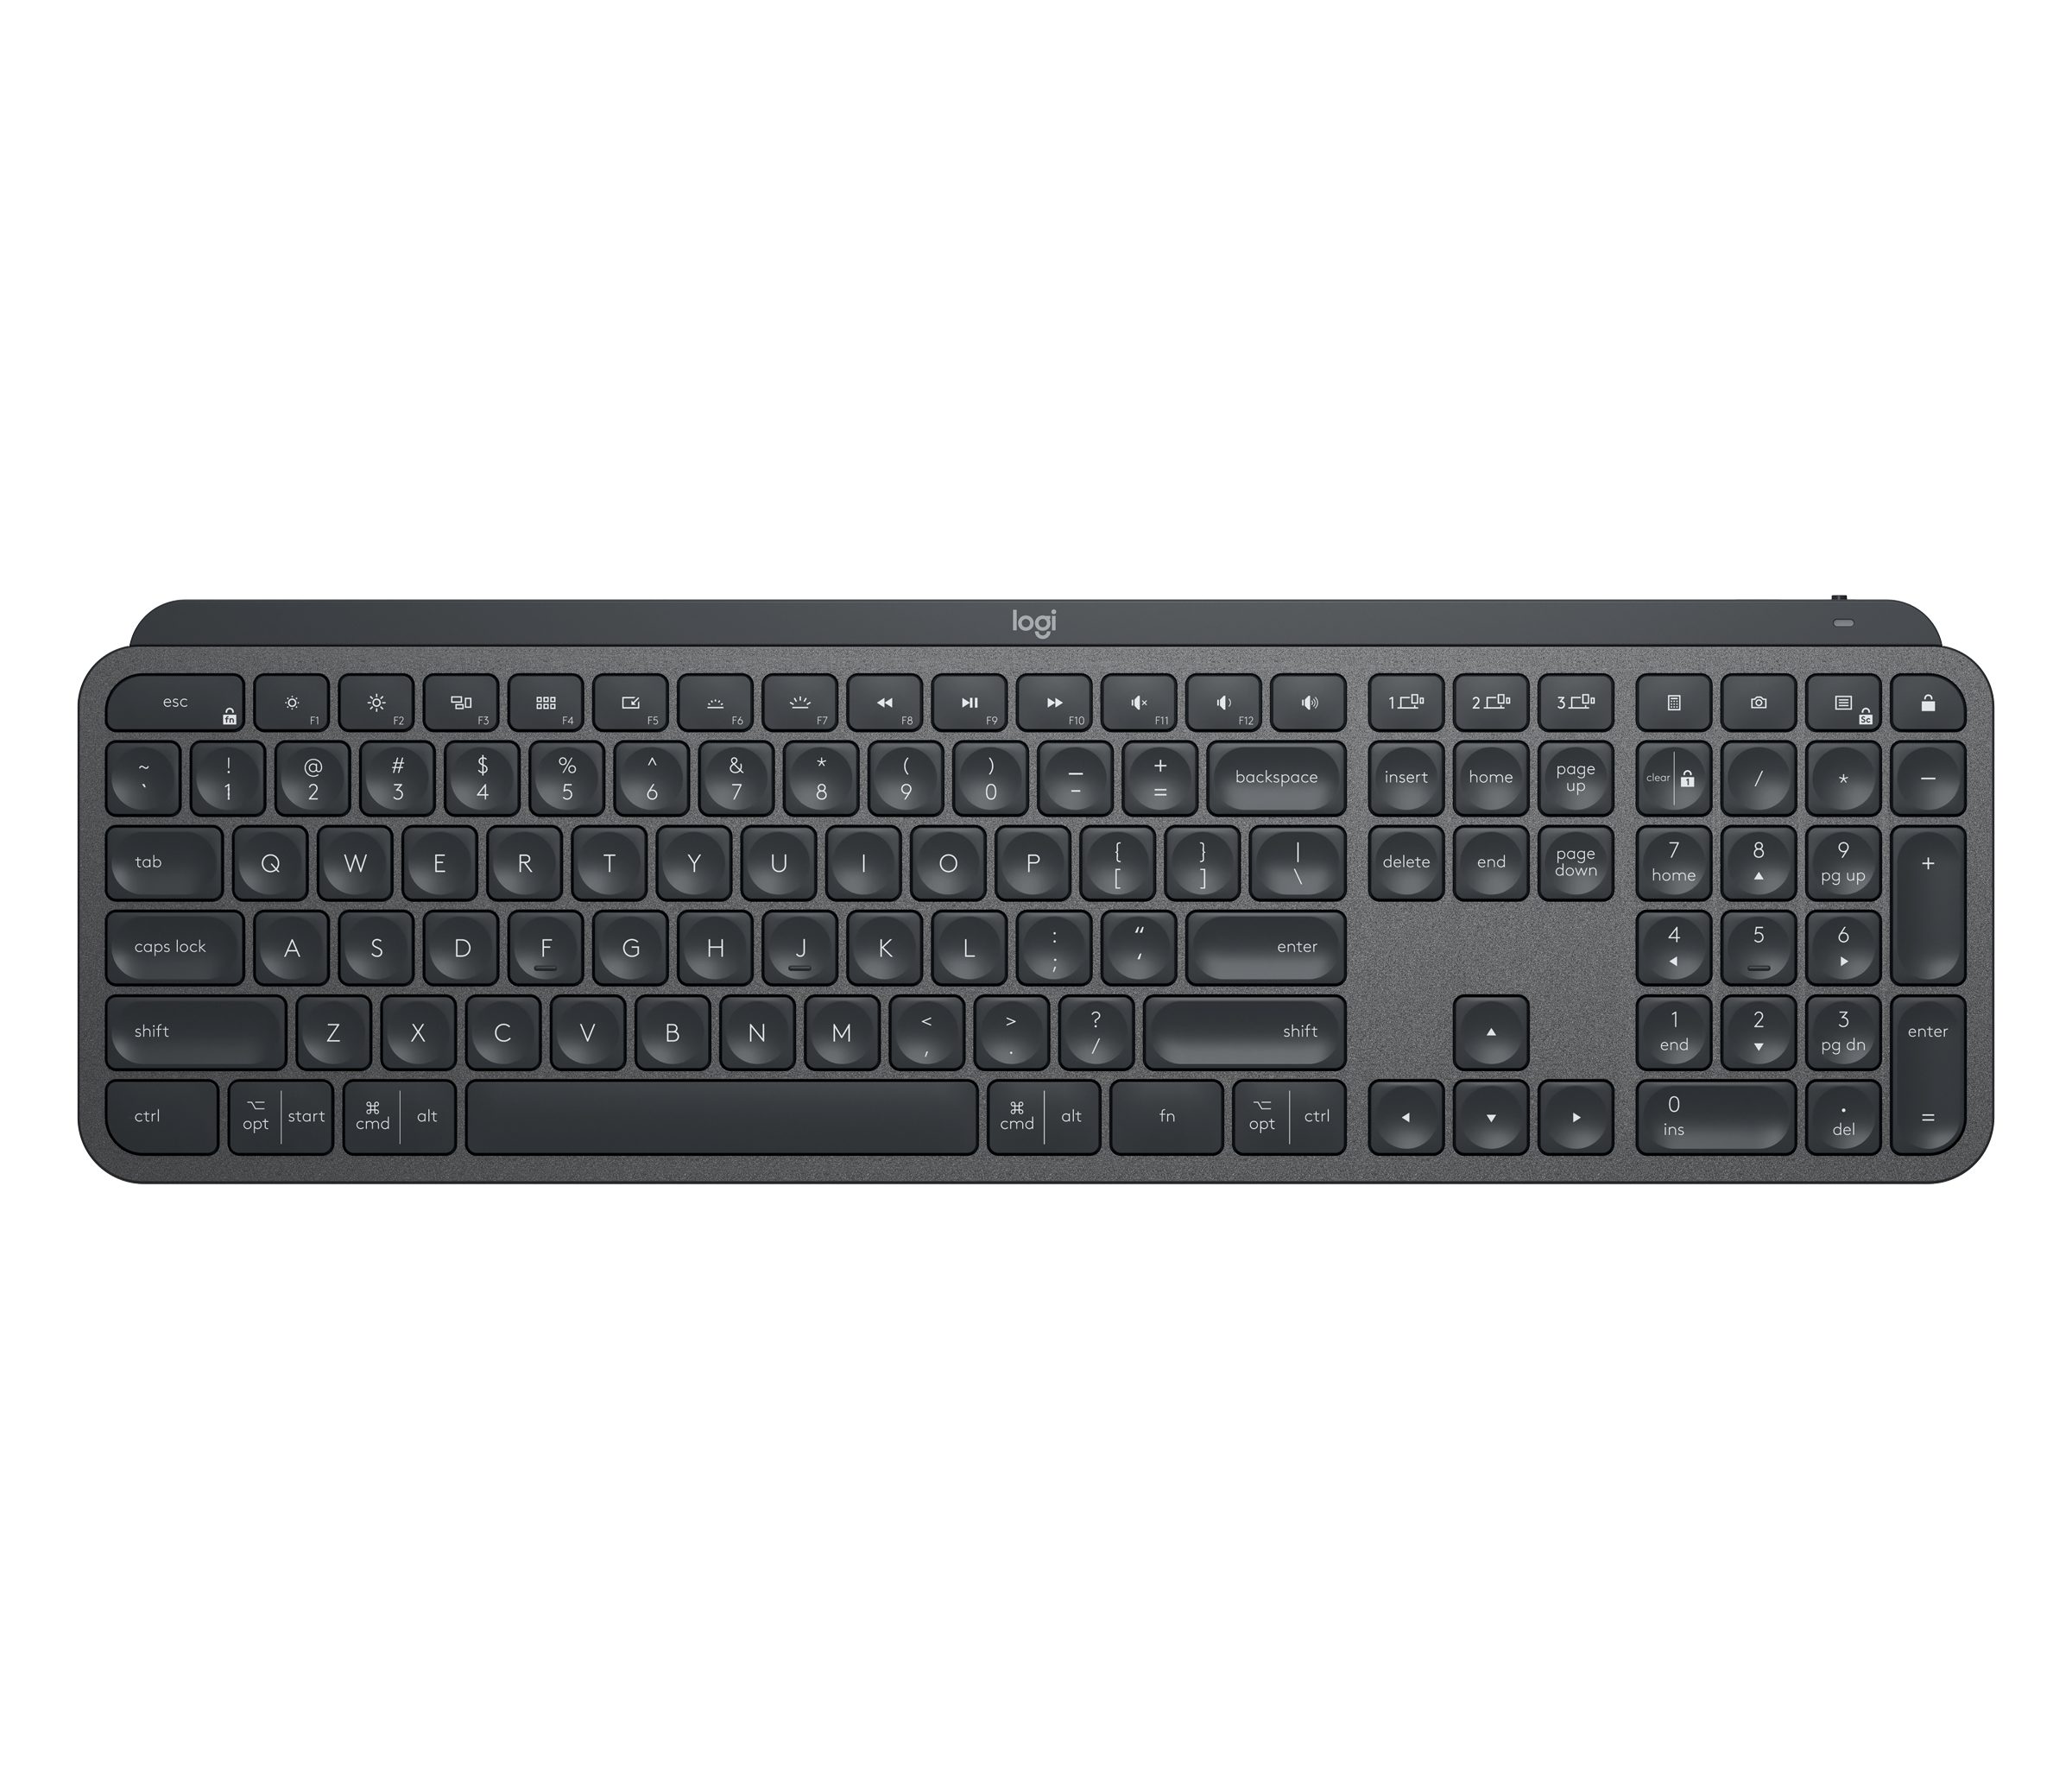 logi
esc fn F1 F2 F3 F4 F5 F6 F7 F8 F9 F10 F11 F12 1 2 3 Sc
~ ! @ # $ % ^ & * ( ) _ + backspace insert home page up clear 1 / * −
` 1 2 3 4 5 6 7 8 9 0 - =
tab Q W E R T Y U I O P { } | delete end page down 7 8 9 +
[ ] \ home ▲ pg up
caps lock A S D F G H J K L : “ enter 4 5 6
; ‘ ◀ ▶
shift Z X C V B N M < > ? shift ▲ 1 2 3 enter
, . / end ▼ pg dn
ctrl ⌥ opt start ⌘ cmd alt ⌘ cmd alt fn ⌥ opt ctrl ◀ ▼ ▶ 0 . =
ins del